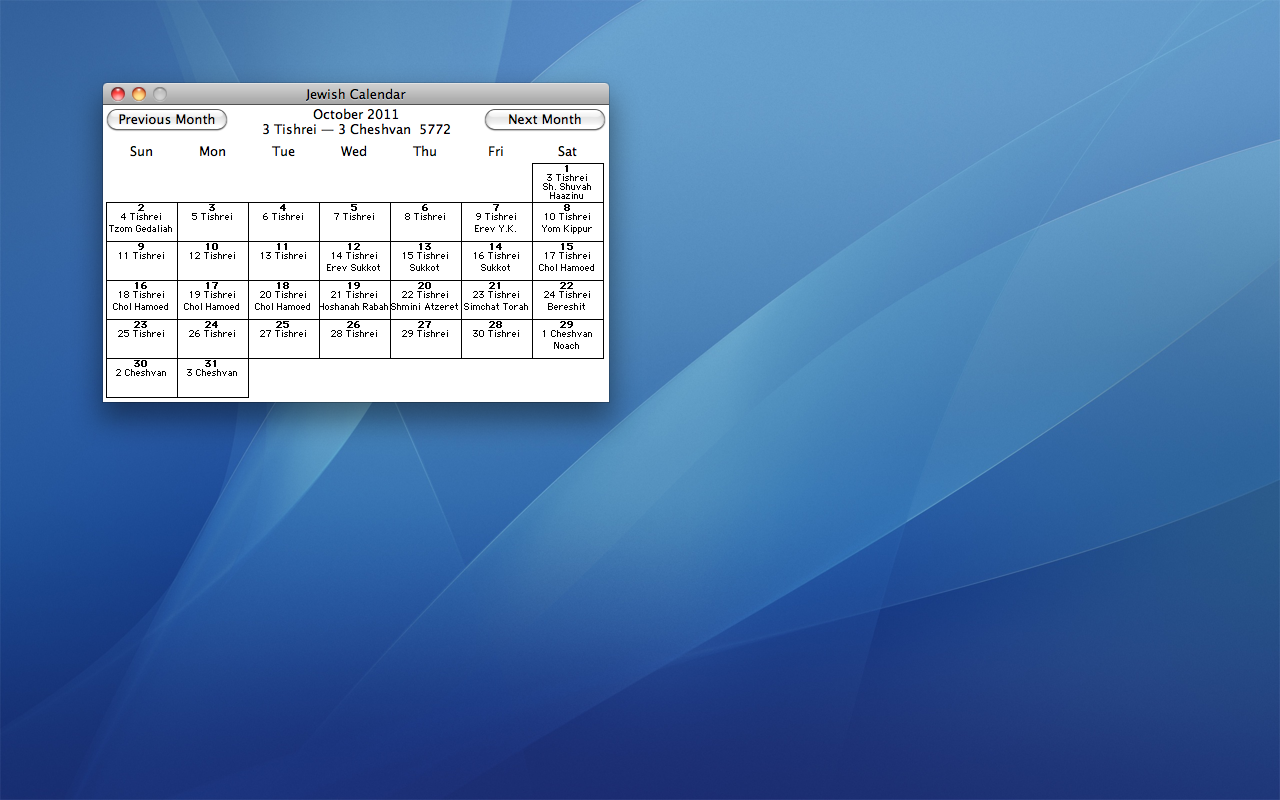 Jewish Calendar
Previous Month
October 2011
Next Month
3 Tishrei — 3 Cheshvan 5772
Sun Mon Tue Wed Thu Fri Sat
1
3 Tishrei
Sh. Shuvah
Haazinu
2 3 4 5 6 7 8
4 Tishrei 5 Tishrei 6 Tishrei 7 Tishrei 8 Tishrei 9 Tishrei 10 Tishrei
Tzom Gedaliah Erev Y.K. Yom Kippur
9 10 11 12 13 14 15
11 Tishrei 12 Tishrei 13 Tishrei 14 Tishrei 15 Tishrei 16 Tishrei 17 Tishrei
Erev Sukkot Sukkot Sukkot Chol Hamoed
16 17 18 19 20 21 22
18 Tishrei 19 Tishrei 20 Tishrei 21 Tishrei 22 Tishrei 23 Tishrei 24 Tishrei
Chol Hamoed Chol Hamoed Chol Hamoed Hoshanah Rabah Shmini Atzeret Simchat Torah Bereshit
23 24 25 26 27 28 29
25 Tishrei 26 Tishrei 27 Tishrei 28 Tishrei 29 Tishrei 30 Tishrei 1 Cheshvan
Noach
30 31
2 Cheshvan 3 Cheshvan